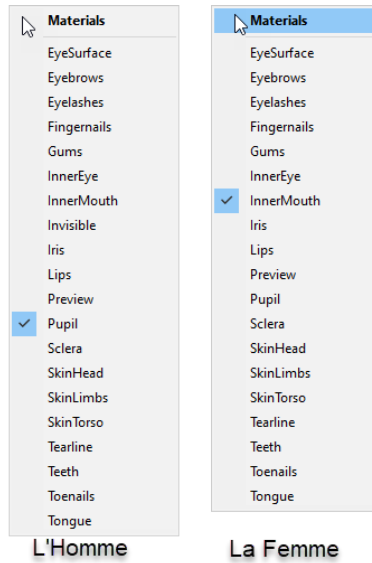 Materials
EyeSurface
Eyebrows
Eyelashes
Fingernails
Gums
InnerEye
InnerMouth
Invisible
Iris
Lips
Preview
Pupil
Sclera
SkinHead
SkinLimbs
SkinTorso
Tearline
Teeth
Toenails
Tongue
L'Homme
Materials
EyeSurface
Eyebrows
Eyelashes
Fingernails
Gums
InnerEye
InnerMouth
Iris
Lips
Preview
Pupil
Sclera
SkinHead
SkinLimbs
SkinTorso
Tearline
Teeth
Toenails
Tongue
La Femme